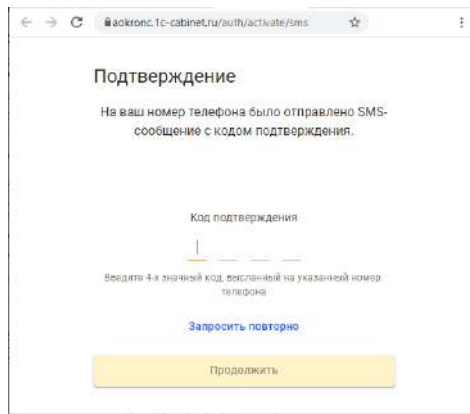 aokronc.1c-cabinet.ru/auth/activate/sms
Подтверждение
На ваш номер телефона было отправлено SMS-
сообщение с кодом подтверждения.
Код подтверждения
Введите 4-х значный код, высланный на указанный номер
телефона
Запросить повторно
Продолжить